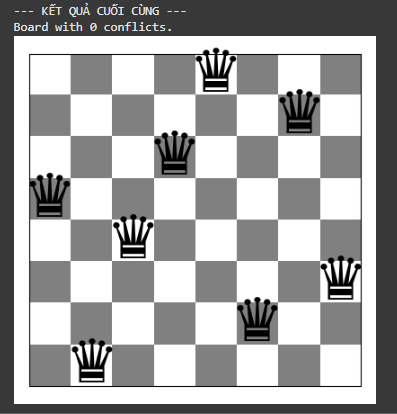 --- KẾT QUẢ CUỐI CÙNG ---
Board with 0 conflicts.